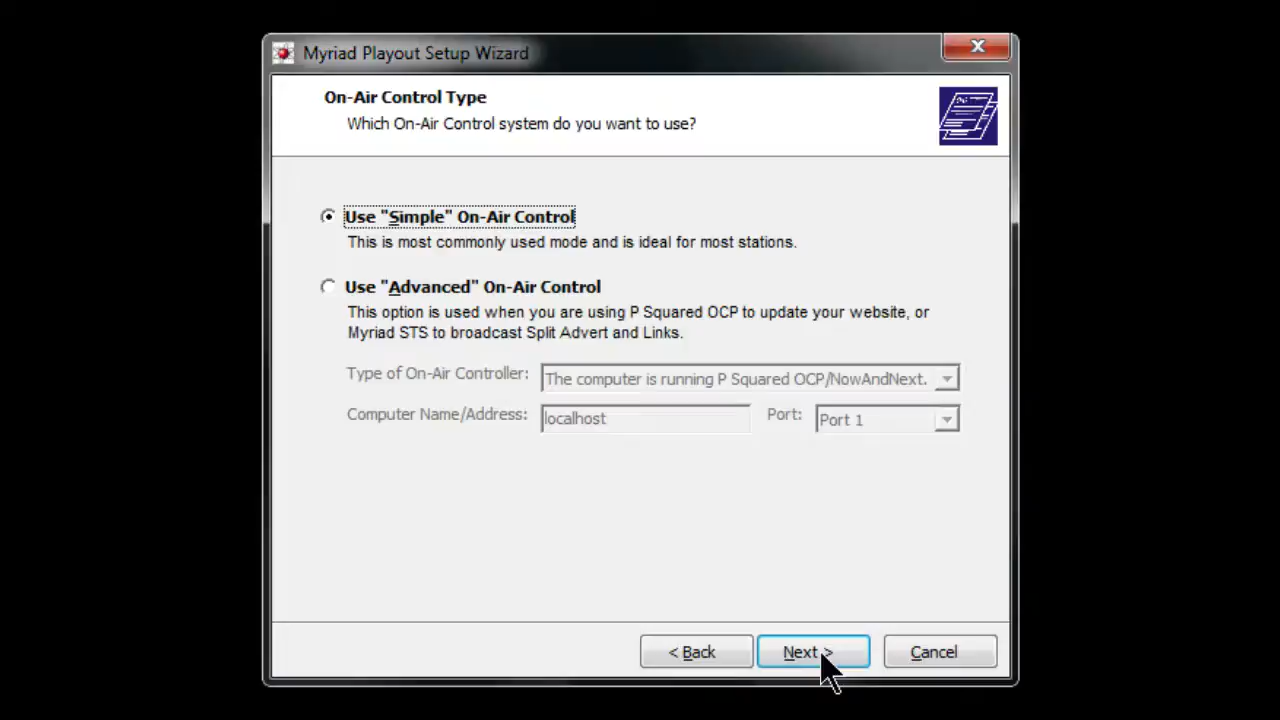 Myriad Playout Setup Wizard
On-Air Control Type
Which On-Air Control system do you want to use?
Use "Simple" On-Air Control
This is most commonly used mode and is ideal for most stations.
Use "Advanced" On-Air Control
This option is used when you are using P Squared OCP to update your website, or
Myriad STS to broadcast Split Advert and Links.
Type of On-Air Controller: The computer is running P Squared OCP/NowAndNext.
Computer Name/Address: localhost Port: Port 1
< Back Next > Cancel